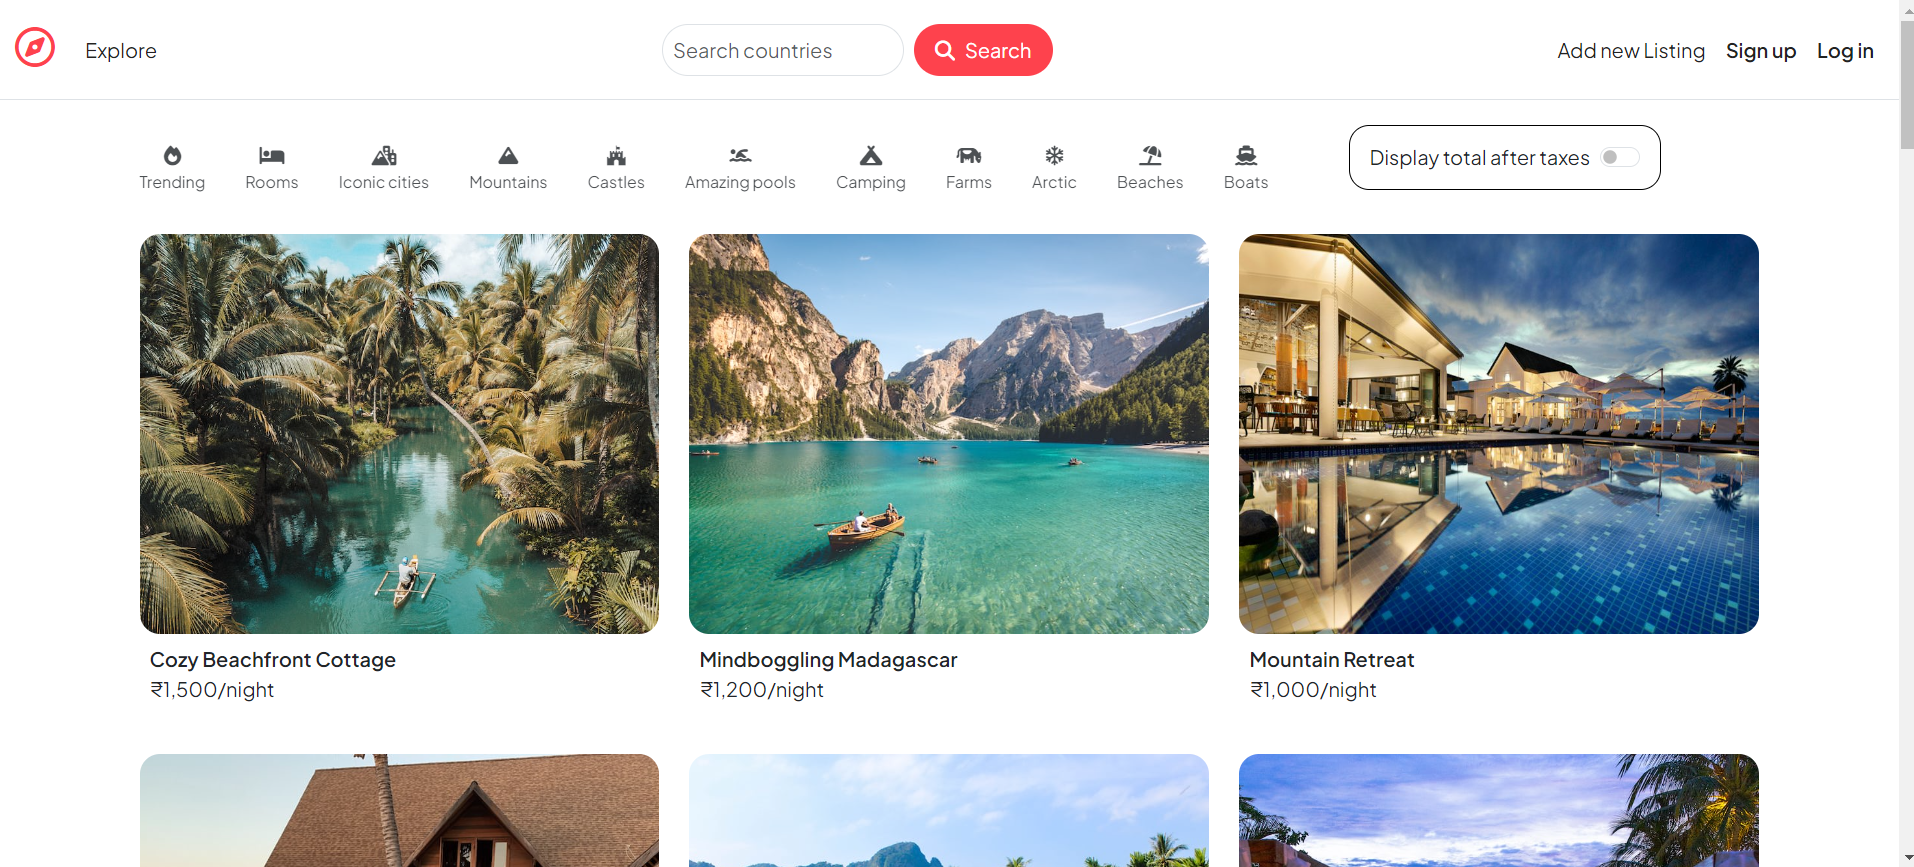 Explore
Search countries
Search
Add new Listing
Sign up
Log in
Trending
Rooms
Iconic cities
Mountains
Castles
Amazing pools
Camping
Farms
Arctic
Beaches
Boats
Display total after taxes
Cozy Beachfront Cottage
₹1,500/night
Mindboggling Madagascar
₹1,200/night
Mountain Retreat
₹1,000/night